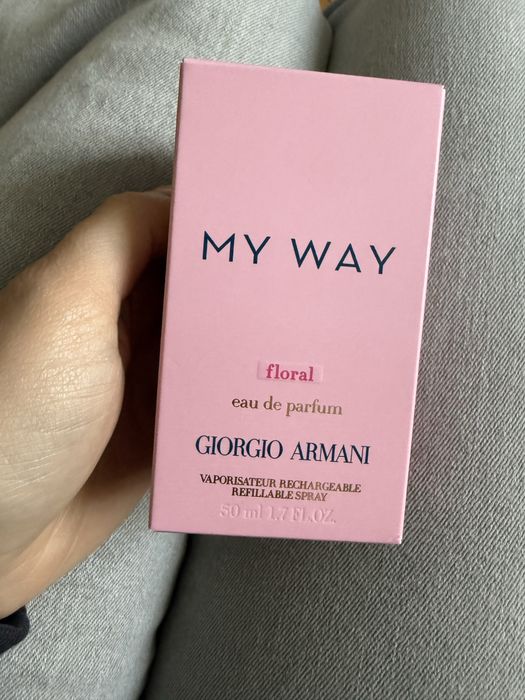 MY WAY
floral
eau de parfum
GIORGIO ARMANI
VAPORISATEUR RECHARGEABLE
REFILLABLE SPRAY
50 ml 1.7 FL.OZ.